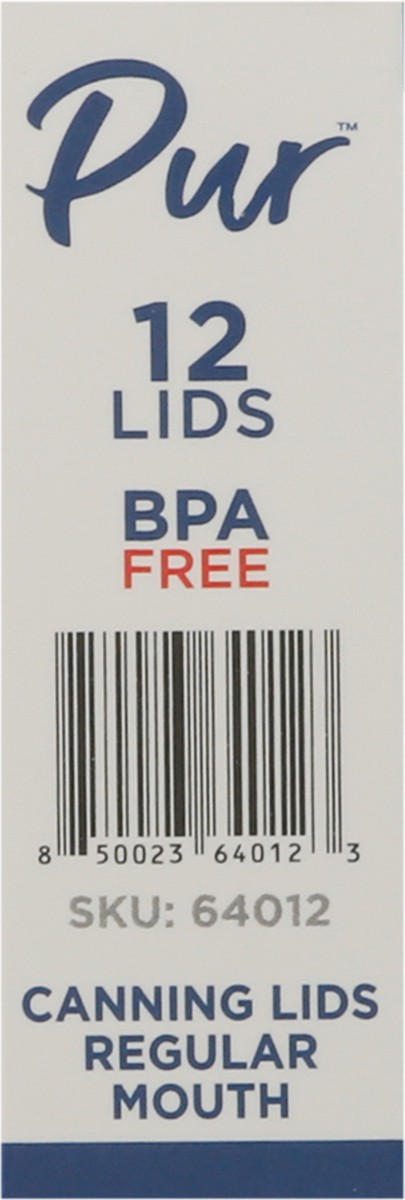 Pur™
12
LIDS
BPA
FREE
8 50023 64012 3
SKU: 64012
CANNING LIDS
REGULAR
MOUTH